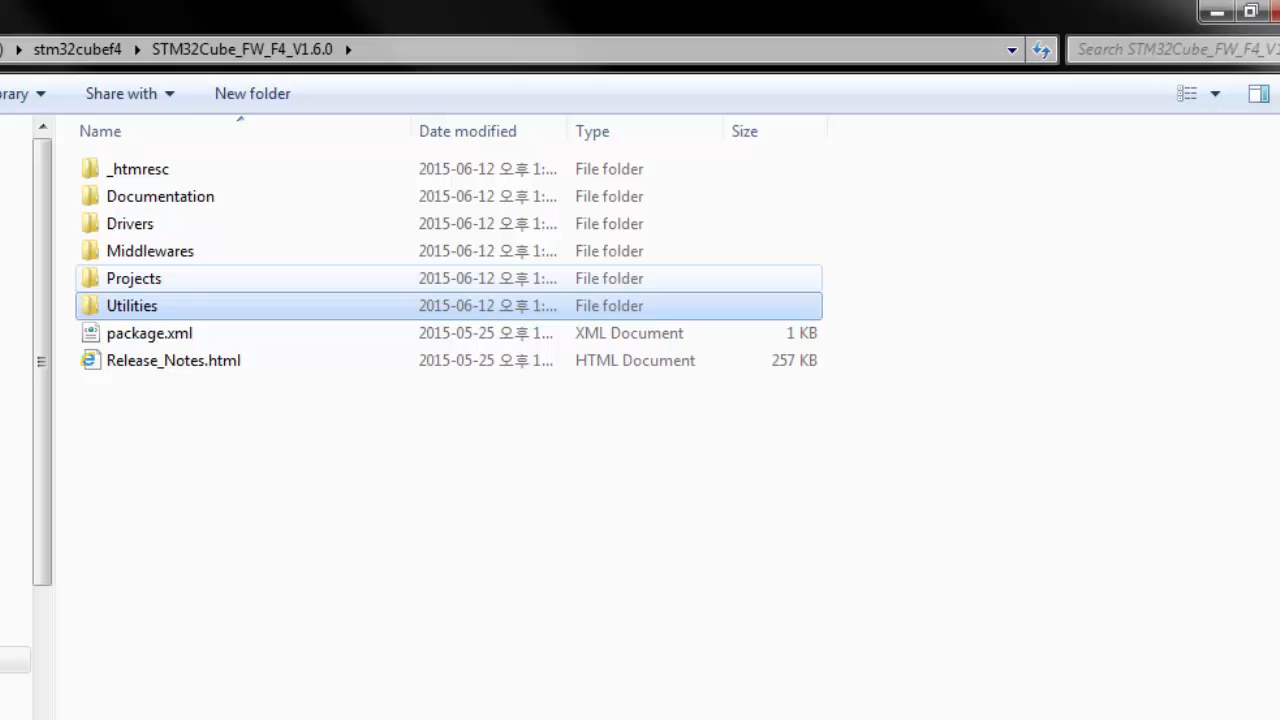 ) ▸ stm32cubef4 ▸ STM32Cube_FW_F4_V1.6.0 ▸ Search STM32Cube_FW_F4_V1
rary Share with New folder
Name Date modified Type Size
_htmresc 2015-06-12 오후 1:... File folder
Documentation 2015-06-12 오후 1:... File folder
Drivers 2015-06-12 오후 1:... File folder
Middlewares 2015-06-12 오후 1:... File folder
Projects 2015-06-12 오후 1:... File folder
Utilities 2015-06-12 오후 1:... File folder
package.xml 2015-05-25 오후 1... XML Document 1 KB
Release_Notes.html 2015-05-25 오후 1... HTML Document 257 KB